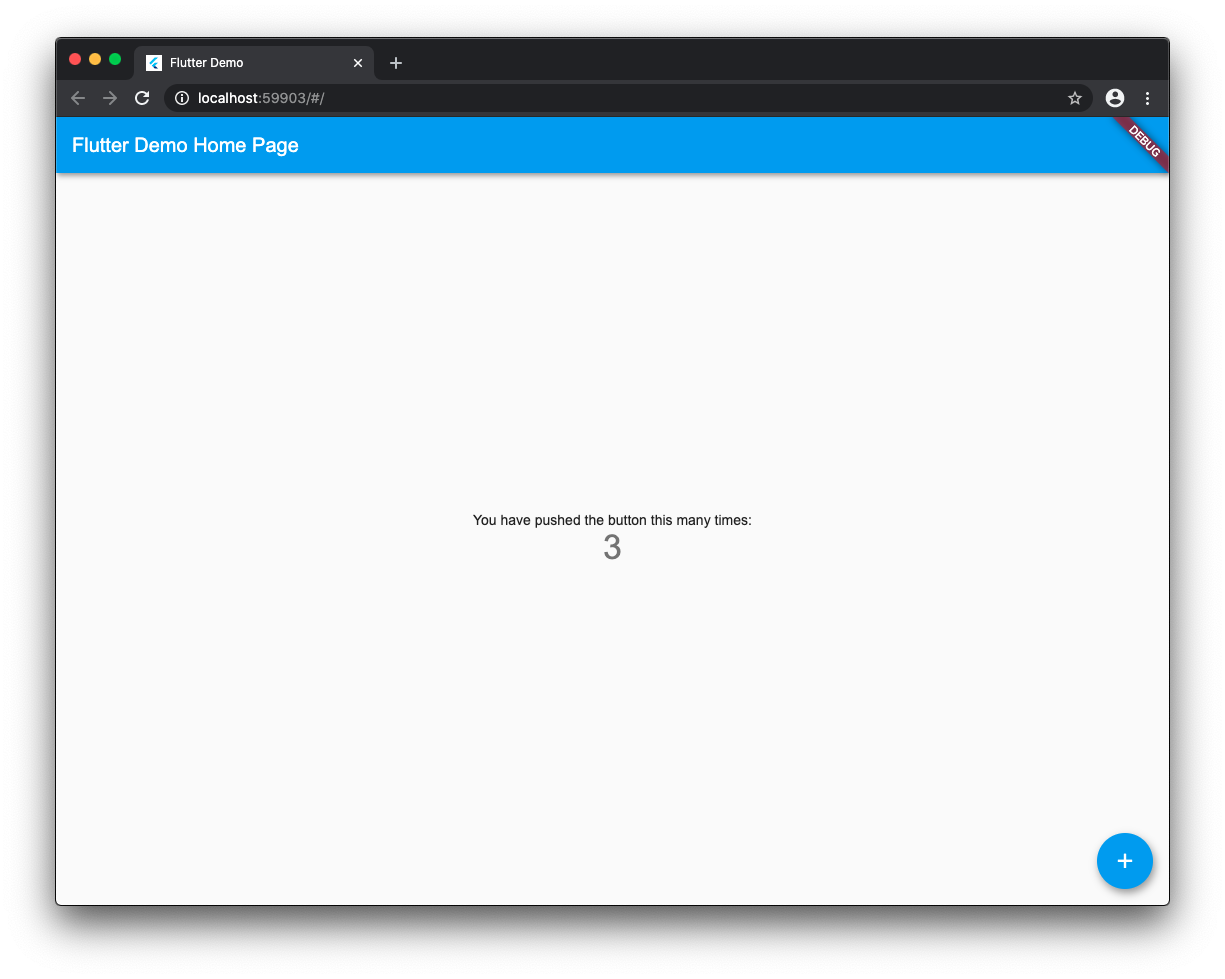 Flutter Demo
localhost:59903/#/
Flutter Demo Home Page
DEBUG
You have pushed the button this many times:
3